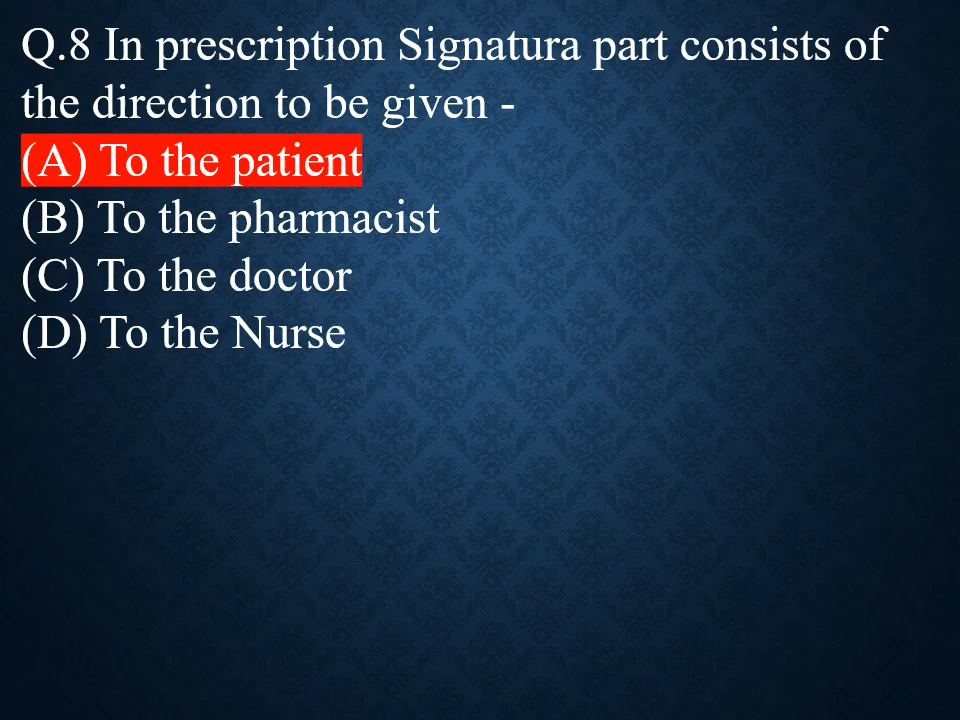 Q.8 In prescription Signatura part consists of
the direction to be given -
(A) To the patient
(B) To the pharmacist
(C) To the doctor
(D) To the Nurse